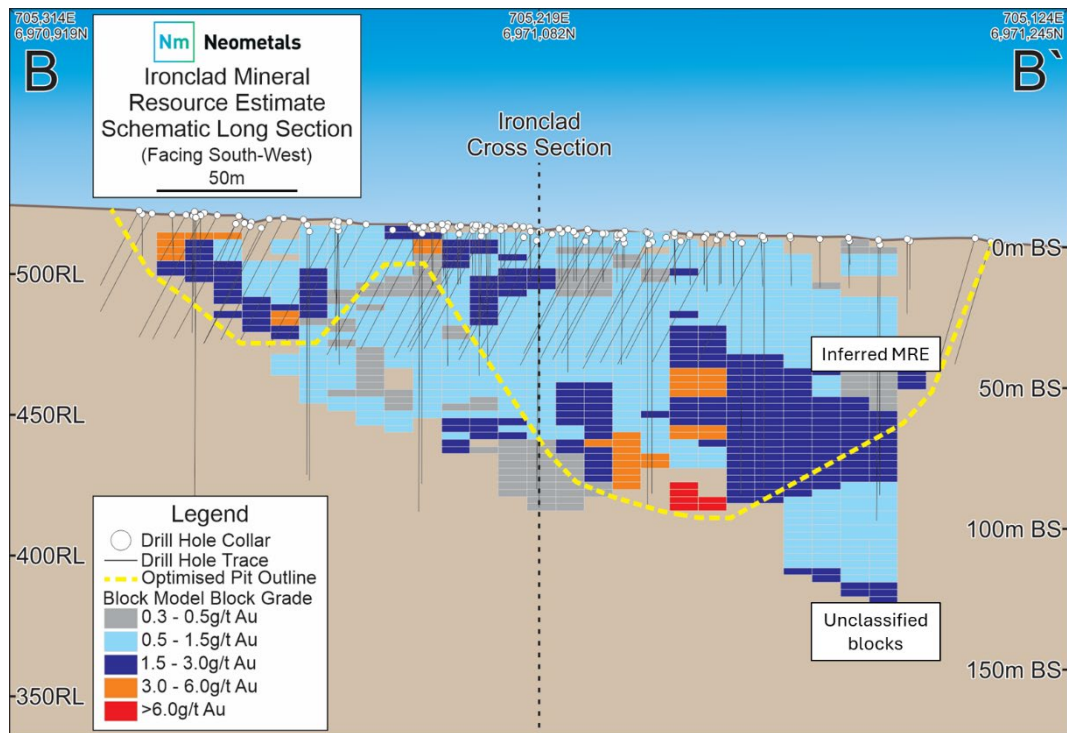 705,314E
6,970,919N
705,219E
6,971,082N
705,124E
6,971,245N
B
B`
Nm Neometals
Ironclad Mineral
Resource Estimate
Schematic Long Section
(Facing South-West)
50m
Ironclad
Cross Section
500RL
450RL
400RL
350RL
0m BS
50m BS
100m BS
150m BS
Inferred MRE
Unclassified
blocks
Legend
Drill Hole Collar
Drill Hole Trace
Optimised Pit Outline
Block Model Block Grade
0.3 - 0.5g/t Au
0.5 - 1.5g/t Au
1.5 - 3.0g/t Au
3.0 - 6.0g/t Au
>6.0g/t Au